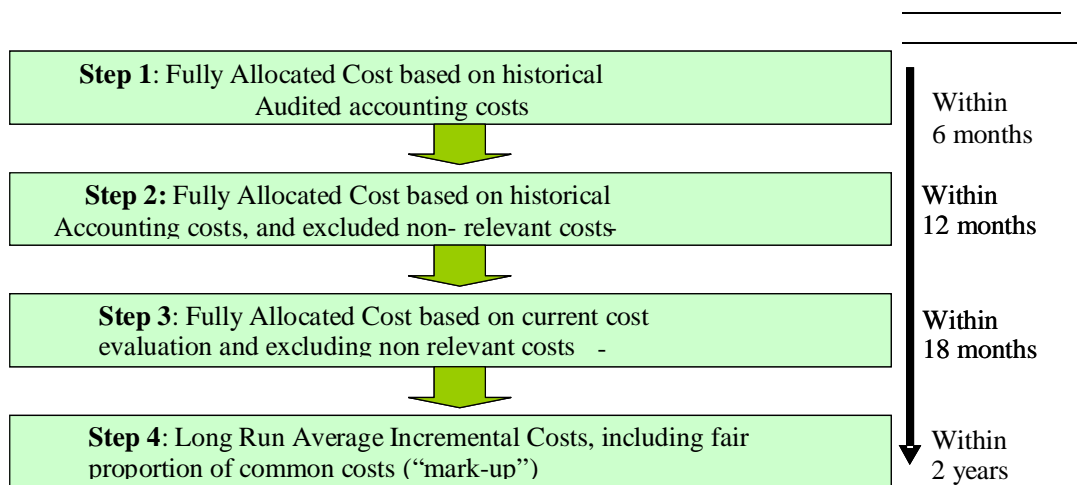 Step 1: Fully Allocated Cost based on historical
Audited accounting costs
Within
6 months
Step 2: Fully Allocated Cost based on historical
Accounting costs, and excluded non- relevant costs-
Within
12 months
Step 3: Fully Allocated Cost based on current cost
evaluation and excluding non relevant costs -
Within
18 months
Step 4: Long Run Average Incremental Costs, including fair
proportion of common costs (“mark-up”)
Within
2 years